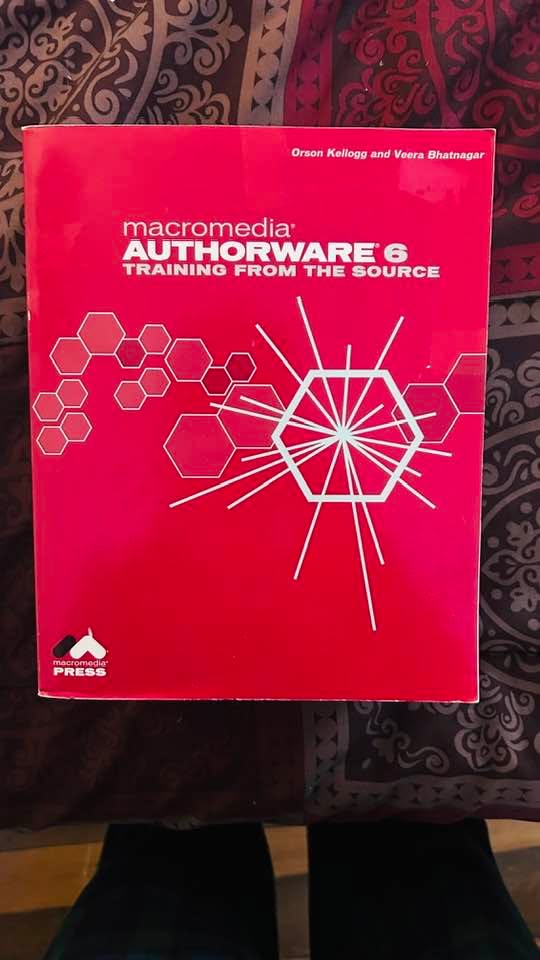 Orson Kellogg and Veera Bhatnagar
macromedia®
AUTHORWARE® 6
TRAINING FROM THE SOURCE
macromedia®
PRESS